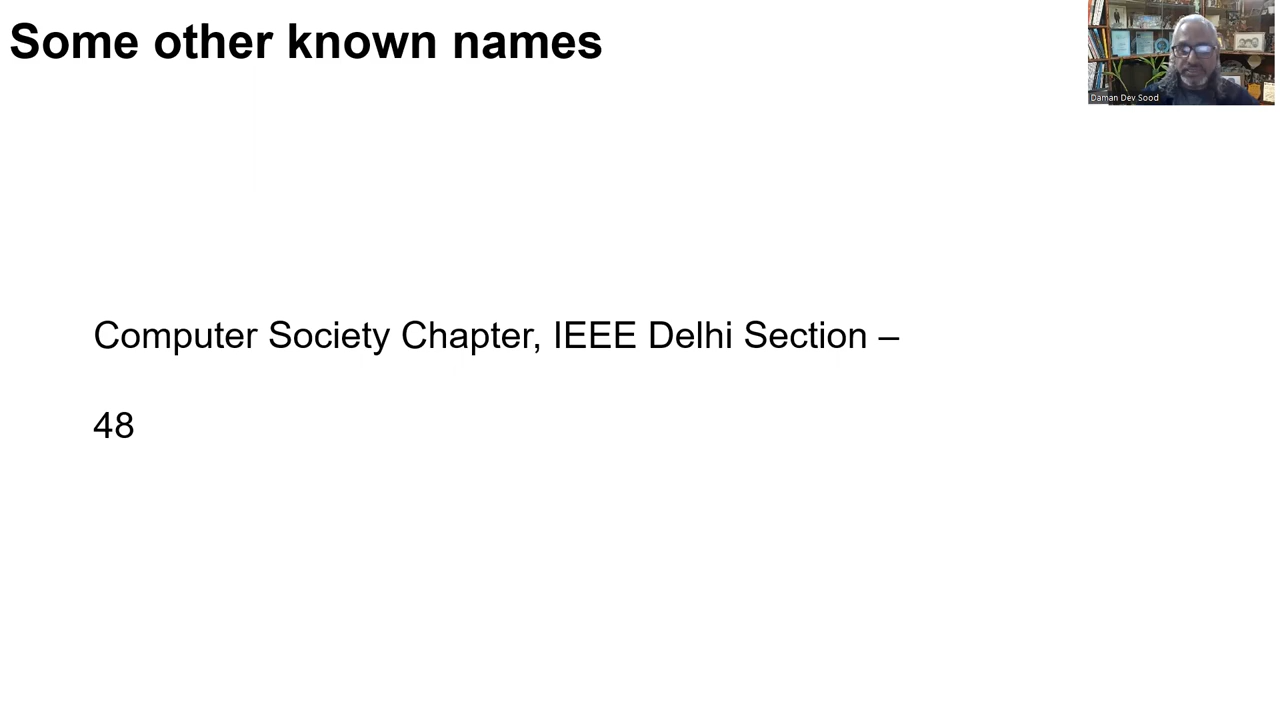 Some other known names
Daman Dev Sood
Computer Society Chapter, IEEE Delhi Section –
48